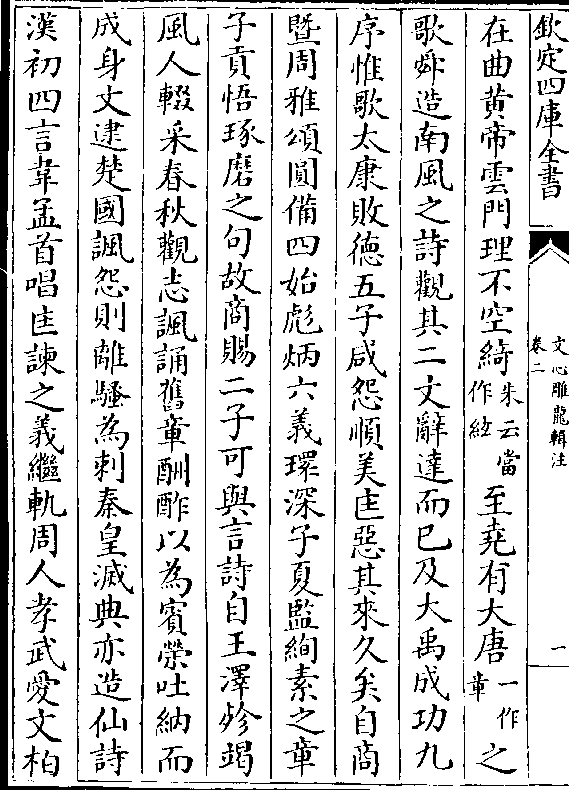 欽定四庫全書
文心雕龍輯注
卷二
一
在曲黃帝雲門理不空綺朱云當作絃至堯有大唐一作章之
歌舜造南風之詩觀其二文辭達而已及大禹成功九
序惟歌太康敗德五子咸怨順美匡惡其來久矣自商
暨周雅頌圓備四始彪炳六義環深子夏監絢素之章
子貢悟琢磨之句故商賜二子可與言詩自王澤殄竭
風人輟采春秋觀志諷誦舊章酬酢以為賓榮吐納而
成身文逮楚國諷怨則離騷為刺秦皇滅典亦造仙詩
漢初四言韋孟首唱匡諫之義繼軌周人孝武愛文柏